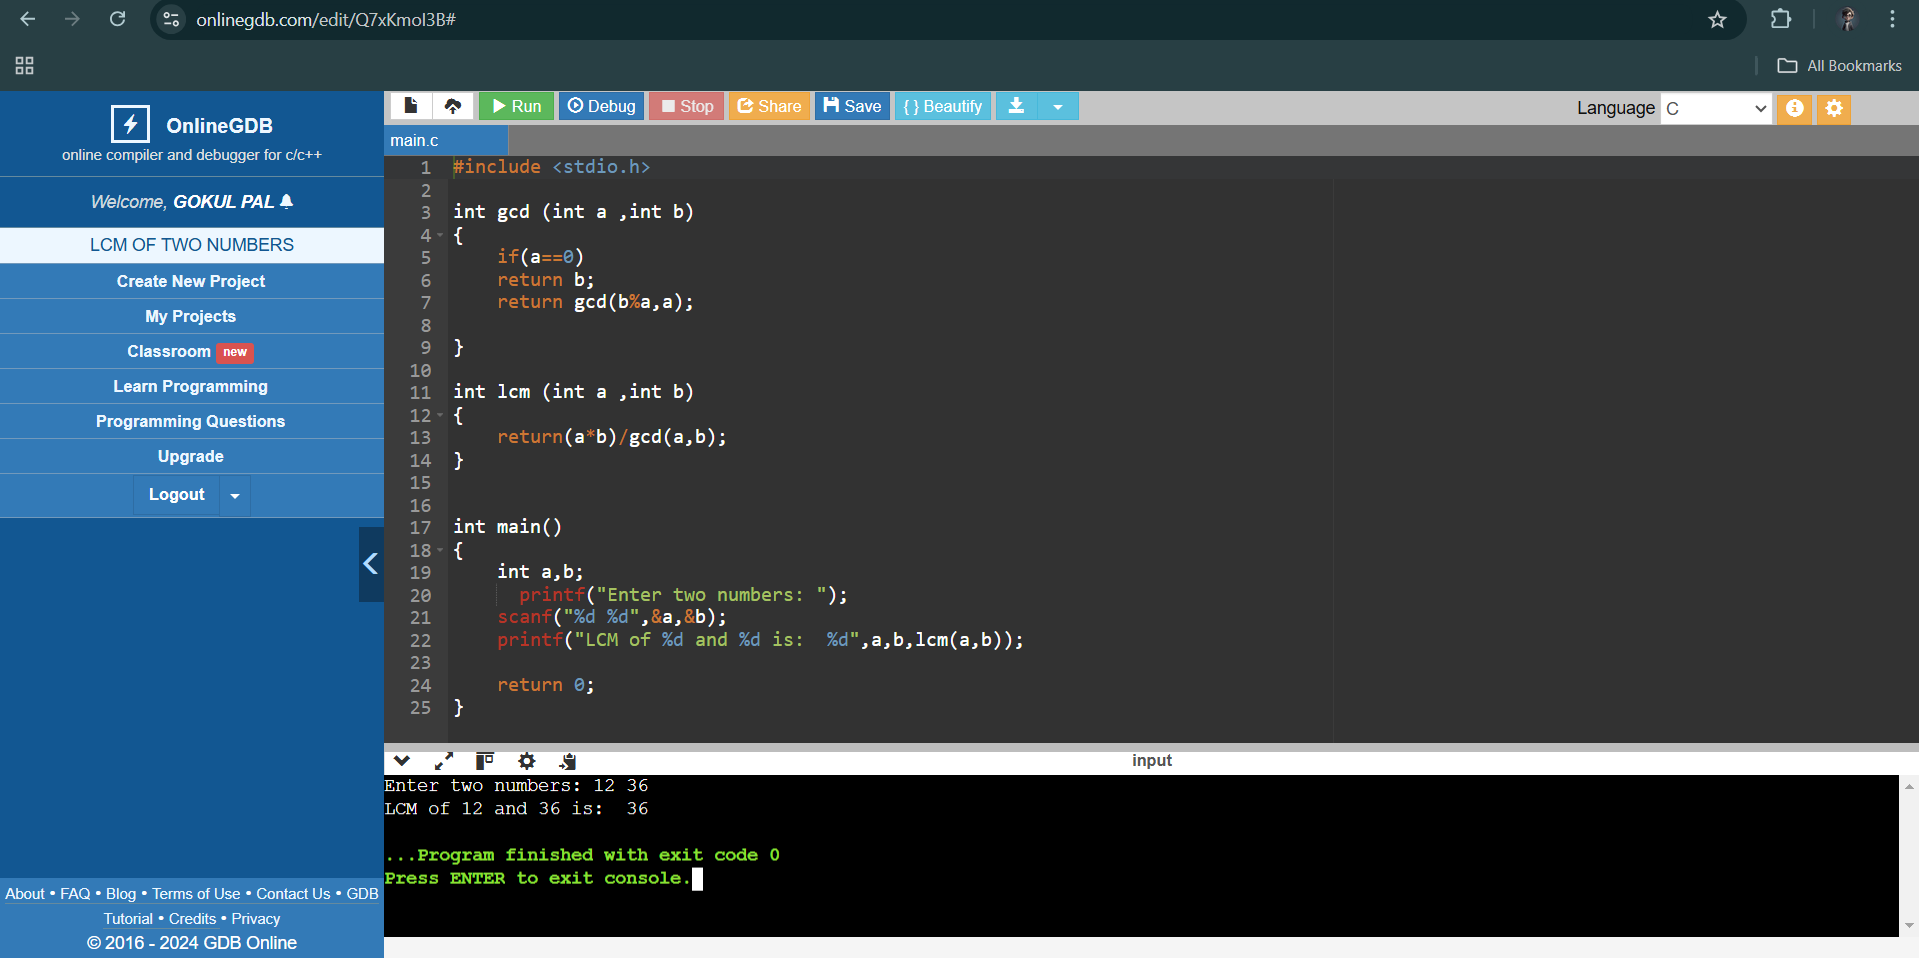 onlinegdb.com/edit/Q7xKmoI3B#
All Bookmarks
OnlineGDB
online compiler and debugger for c/c++
Welcome, GOKUL PAL
LCM OF TWO NUMBERS
Create New Project
My Projects
Classroom new
Learn Programming
Programming Questions
Upgrade
Logout
About • FAQ • Blog • Terms of Use • Contact Us • GDB
Tutorial • Credits • Privacy
© 2016 - 2024 GDB Online
Run Debug Stop Share Save { } Beautify
Language C
main.c
1 #include <stdio.h>
2
3 int gcd (int a ,int b)
4 {
5     if(a==0)
6     return b;
7     return gcd(b%a,a);
8
9 }
10
11 int lcm (int a ,int b)
12 {
13     return(a*b)/gcd(a,b);
14 }
15
16
17 int main()
18 {
19     int a,b;
20       printf("Enter two numbers: ");
21     scanf("%d %d",&a,&b);
22     printf("LCM of %d and %d is:  %d",a,b,lcm(a,b));
23
24     return 0;
25 }
input
Enter two numbers: 12 36
LCM of 12 and 36 is:  36
...Program finished with exit code 0
Press ENTER to exit console.